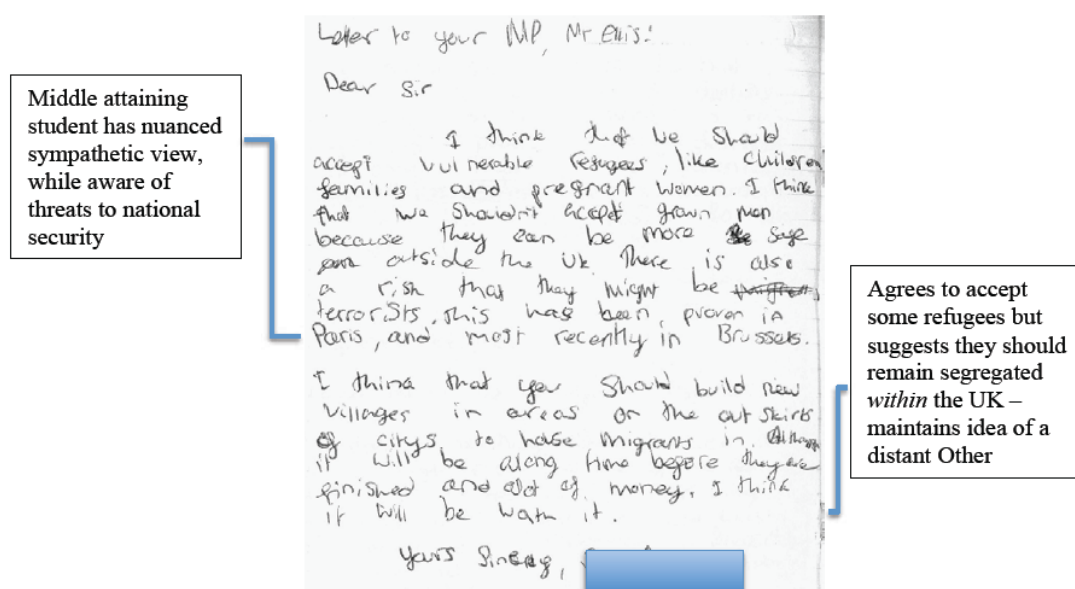 Letter to your MP, Mr Ellis:
Dear Sir
Middle attaining
student has nuanced
sympathetic view,
while aware of
threats to national
security
I think that we should
accept vulnerable refugees, like children
families and pregnant women. I think
that we shouldn't accept grown men
because they can be more safe
outside the UK. There is also
a risk that they might be
terrorists, this has been, proven in
Paris, and most recently in Brussels.
I think that you should build new
villages in areas on the out skirts
of citys to house migrants in. Although
it will be along time before they are
finished and alot of money, I think
it will be worth it.
Yours
Agrees to accept
some refugees but
suggests they should
remain segregated
within the UK –
maintains idea of a
distant Other